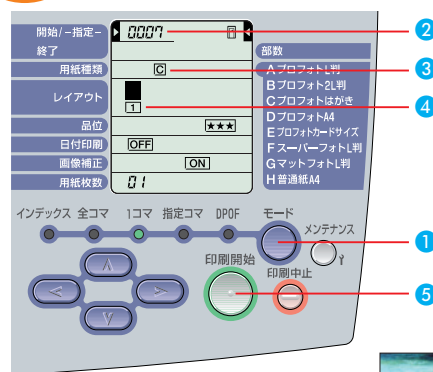 開始/-指定-
終了
用紙種類
レイアウト
品位
日付印刷
画像補正
用紙枚数
0007
C
1
★★★
OFF
ON
01
部数
AプロフォトL判
Bプロフォト2L判
Cプロフォトはがき
DプロフォトA4
Eプロフォトカードサイズ
FスーパーフォトL判
GマットフォトL判
H普通紙A4
2
3
4
インデックス 全コマ 1コマ 指定コマ DPOF モード
メンテナンス
1
印刷開始
印刷中止
5